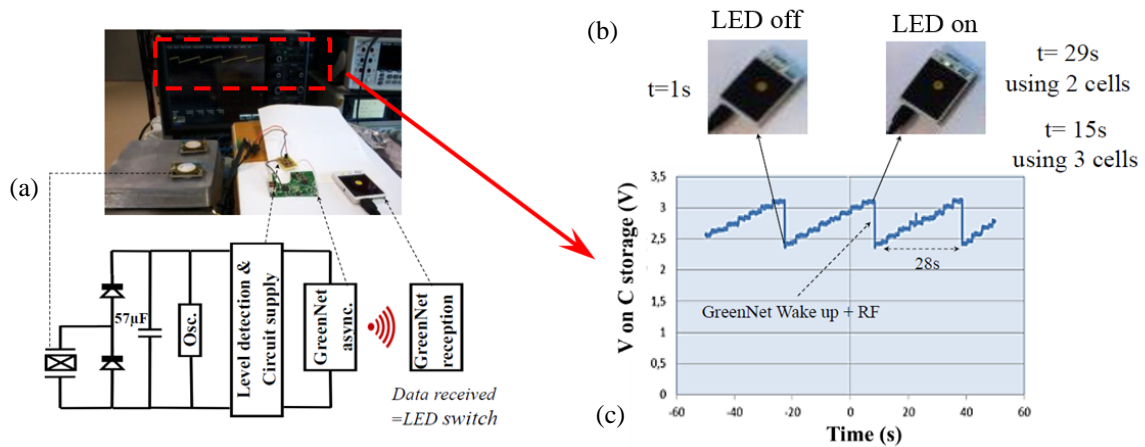 (a)
57µF
Osc.
Level detection &
Circuit supply
GreenNet
async.
GreenNet
reception
Data received
=LED switch
(b)
LED off
LED on
t=1s
t= 29s
using 2 cells
t= 15s
using 3 cells
V on C storage (V)
3,5
3
2,5
2
1,5
1
0,5
0
28s
GreenNet Wake up + RF
-60
-40
-20
0
20
40
60
Time (s)
(c)